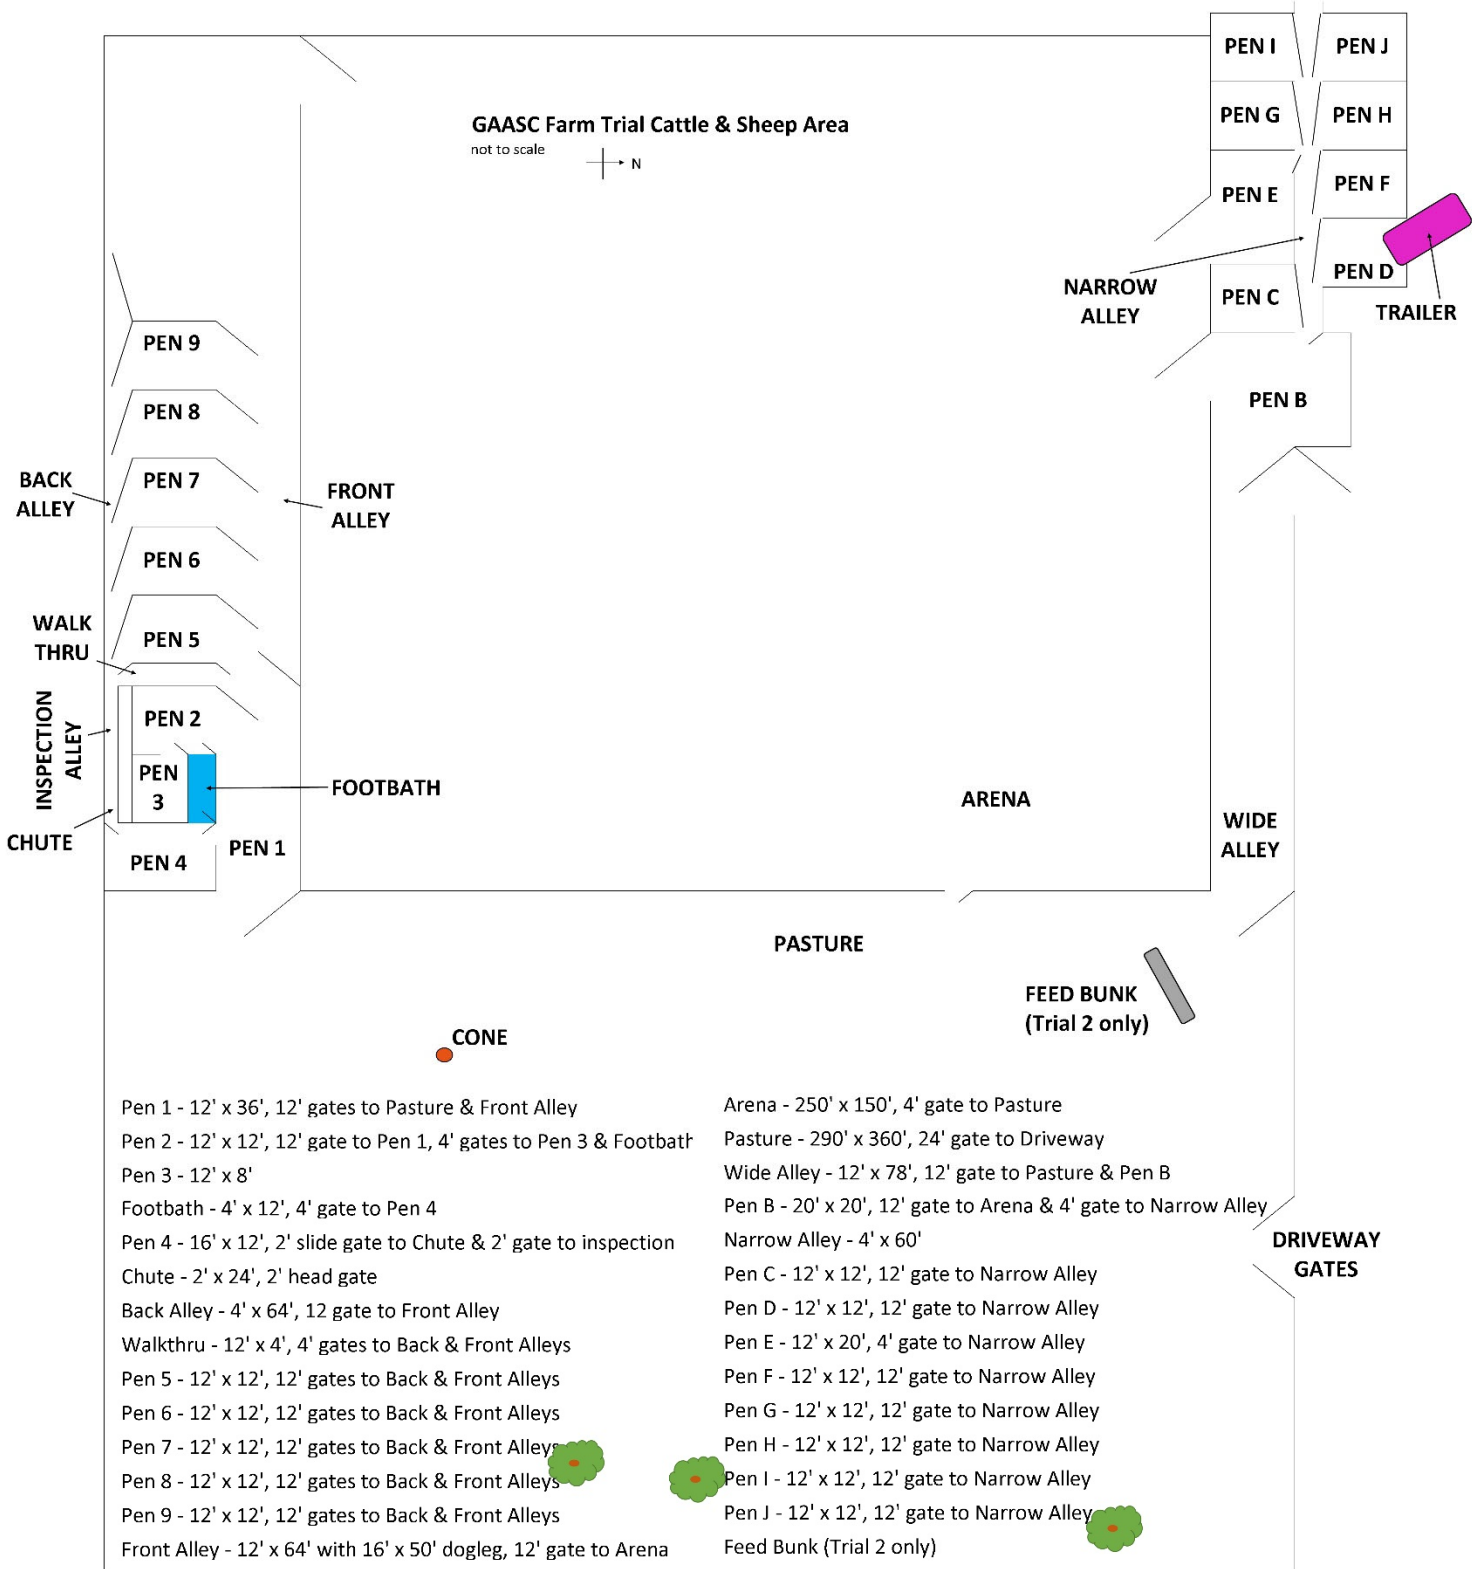 PEN I
PEN J
GAASC Farm Trial Cattle & Sheep Area
not to scale
N
PEN G
PEN H
PEN E
PEN F
PEN D
NARROW
ALLEY
PEN C
TRAILER
PEN 9
PEN B
PEN 8
BACK
ALLEY
PEN 7
FRONT
ALLEY
PEN 6
WALK
THRU
PEN 5
INSPECTION
ALLEY
PEN 2
PEN
3
FOOTBATH
ARENA
CHUTE
PEN 4
PEN 1
WIDE
ALLEY
PASTURE
FEED BUNK
(Trial 2 only)
CONE
Pen 1 - 12' x 36', 12' gates to Pasture & Front Alley
Pen 2 - 12' x 12', 12' gate to Pen 1, 4' gates to Pen 3 & Footbath
Pen 3 - 12' x 8'
Footbath - 4' x 12', 4' gate to Pen 4
Pen 4 - 16' x 12', 2' slide gate to Chute & 2' gate to inspection
Chute - 2' x 24', 2' head gate
Back Alley - 4' x 64', 12 gate to Front Alley
Walkthru - 12' x 4', 4' gates to Back & Front Alleys
Pen 5 - 12' x 12', 12' gates to Back & Front Alleys
Pen 6 - 12' x 12', 12' gates to Back & Front Alleys
Pen 7 - 12' x 12', 12' gates to Back & Front Alleys
Pen 8 - 12' x 12', 12' gates to Back & Front Alleys
Pen 9 - 12' x 12', 12' gates to Back & Front Alleys
Front Alley - 12' x 64' with 16' x 50' dogleg, 12' gate to Arena
Arena - 250' x 150', 4' gate to Pasture
Pasture - 290' x 360', 24' gate to Driveway
Wide Alley - 12' x 78', 12' gate to Pasture & Pen B
Pen B - 20' x 20', 12' gate to Arena & 4' gate to Narrow Alley
Narrow Alley - 4' x 60'
Pen C - 12' x 12', 12' gate to Narrow Alley
Pen D - 12' x 12', 12' gate to Narrow Alley
Pen E - 12' x 20', 4' gate to Narrow Alley
Pen F - 12' x 12', 12' gate to Narrow Alley
Pen G - 12' x 12', 12' gate to Narrow Alley
Pen H - 12' x 12', 12' gate to Narrow Alley
Pen I - 12' x 12', 12' gate to Narrow Alley
Pen J - 12' x 12', 12' gate to Narrow Alley
Feed Bunk (Trial 2 only)
DRIVEWAY
GATES